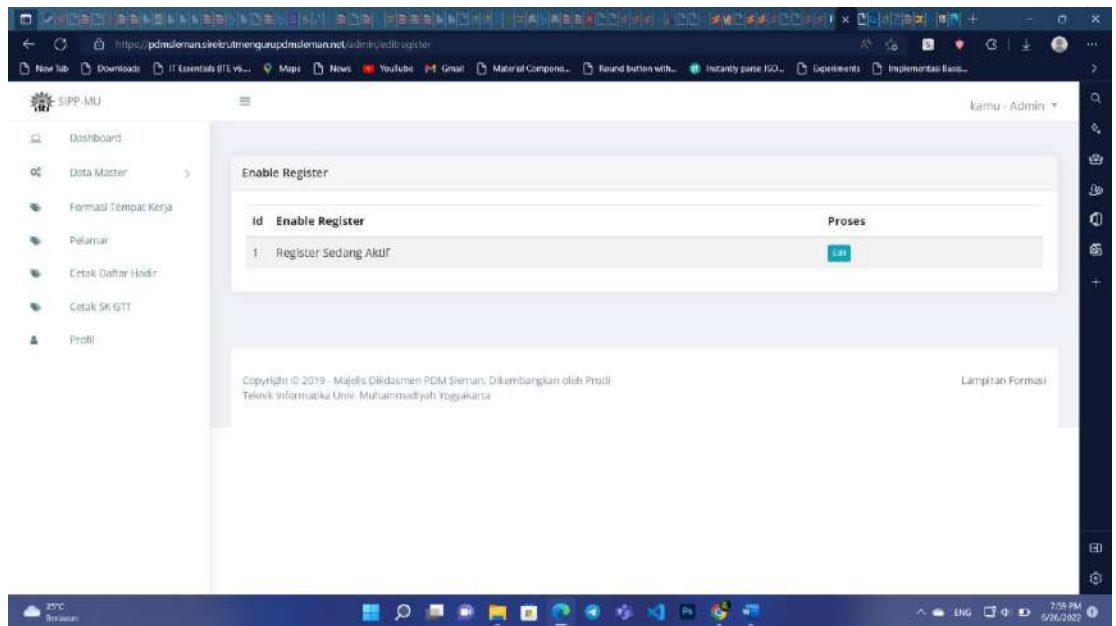 https://pdmsleman.sirekrutmengurupdmsleman.net/admin/editregister
New Tab
Downloads
IT Essentials (ITE v6...
Maps
News
YouTube
Gmail
Material Compone...
Round button with...
Instantly parse ISO...
Experiments
Implementasi Basis...
SIPP-MU
kamu - Admin
Dashboard
Data Master
Formasi Tempat Kerja
Pelamar
Cetak Daftar Hadir
Cetak SK GTT
Profil
Enable Register
Id Enable Register Proses
1 Register Sedang Aktif Edit
Copyright © 2019 - Majelis Dikdasmen PDM Sleman, Dikembangkan oleh Prodi
Teknik Informatika Univ. Muhammadiyah Yogyakarta
Lampiran Formasi
25°C
Berawan
ENG
7:59 PM
6/26/2022